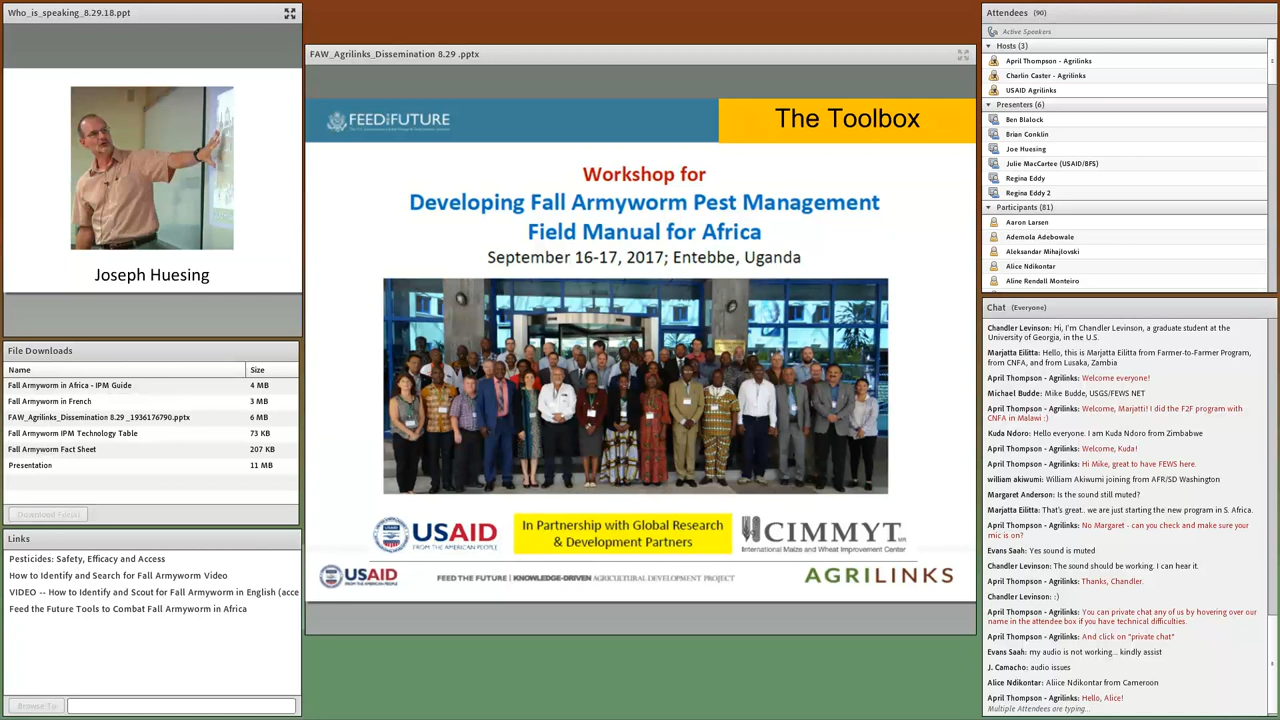 Who_is_speaking_8.29.18.ppt
Joseph Huesing
File Downloads
Name Size
Fall Armyworm in Africa - IPM Guide 4 MB
Fall Armyworm in French 3 MB
FAW_Agrilinks_Dissemination 8.29 _1936176790.pptx 6 MB
Fall Armyworm IPM Technology Table 73 KB
Fall Armyworm Fact Sheet 207 KB
Presentation 11 MB
Download File(s)
Links
Pesticides: Safety, Efficacy and Access
How to Identify and Search for Fall Armyworm Video
VIDEO -- How to Identify and Scout for Fall Armyworm in English (acce
Feed the Future Tools to Combat Fall Armyworm in Africa
Browse To
FAW_Agrilinks_Dissemination 8.29 .pptx
FEED THE FUTURE
The Toolbox
Workshop for
Developing Fall Armyworm Pest Management
Field Manual for Africa
September 16-17, 2017; Entebbe, Uganda
USAID
FROM THE AMERICAN PEOPLE
In Partnership with Global Research
& Development Partners
CIMMYT
International Maize and Wheat Improvement Center
USAID
FROM THE AMERICAN PEOPLE
FEED THE FUTURE | KNOWLEDGE-DRIVEN AGRICULTURAL DEVELOPMENT PROJECT
AGRILINKS
Attendees (90)
Active Speakers
Hosts (3)
April Thompson - Agrilinks
Charlin Caster - Agrilinks
USAID Agrilinks
Presenters (6)
Ben Blalock
Brian Conklin
Joe Huesing
Julie MacCartee (USAID/BFS)
Regina Eddy
Regina Eddy 2
Participants (81)
Aaron Larsen
Ademola Adebowale
Aleksandar Mihajlovski
Alice Ndikontar
Aline Rendall Monteiro
Chat (Everyone)
Chandler Levinson: Hi, I'm Chandler Levinson, a graduate student at the
University of Georgia, in the U.S.
Marjatta Eilitta: Hello, this is Marjatta Eilitta from Farmer-to-Farmer Program,
from CNFA, and from Lusaka, Zambia
April Thompson - Agrilinks: Welcome everyone!
Michael Budde: Mike Budde, USGS/FEWS NET
April Thompson - Agrilinks: Welcome, Marjatti! I did the F2F program with
CNFA in Malawi :)
Kuda Ndoro: Hello everyone. I am Kuda Ndoro from Zimbabwe
April Thompson - Agrilinks: Welcome, Kuda!
April Thompson - Agrilinks: Hi Mike, great to have FEWS here.
william akiwumi: William Akiwumi joining from AFR/SD Washington
Margaret Anderson: Is the sound still muted?
Marjatta Eilitta: That's great.. we are just starting the new program in S. Africa.
April Thompson - Agrilinks: No Margaret - can you check and make sure your
mic is on?
Evans Saah: Yes sound is muted
Chandler Levinson: The sound should be working. I can hear it.
April Thompson - Agrilinks: Thanks, Chandler.
Chandler Levinson: :)
April Thompson - Agrilinks: You can private chat any of us by hovering over our
name in the attendee box if you have technical difficulties.
April Thompson - Agrilinks: And click on "private chat"
Evans Saah: my audio is not working... kindly assist
J. Camacho: audio issues
Alice Ndikontar: Aliice Ndikontar from Cameroon
April Thompson - Agrilinks: Hello, Alice!
Multiple Attendees are typing...